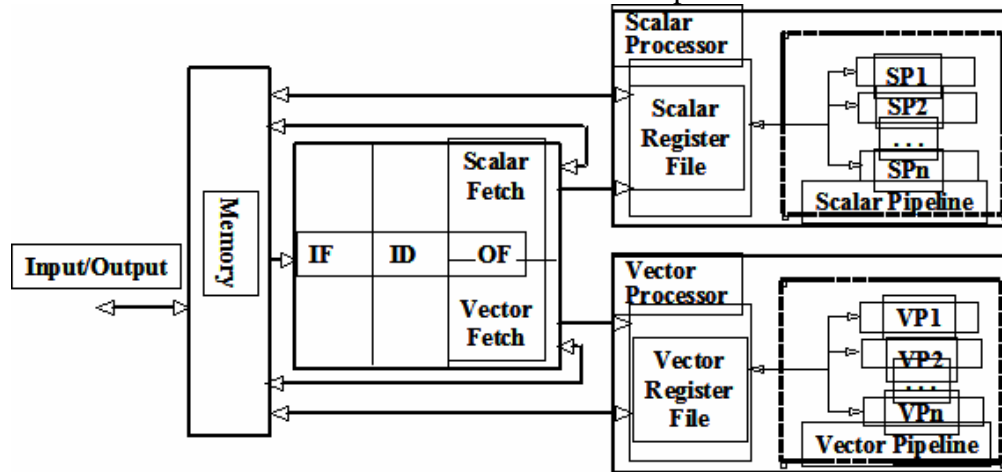 Scalar
Processor
SP1
SP2
. . .
SPn
Scalar Pipeline
Scalar
Register
File
Scalar
Fetch
Memory
Input/Output
IF ID OF
Vector
Fetch
Vector
Processor
VP1
VP2
. . .
VPn
Vector Pipeline
Vector
Register
File